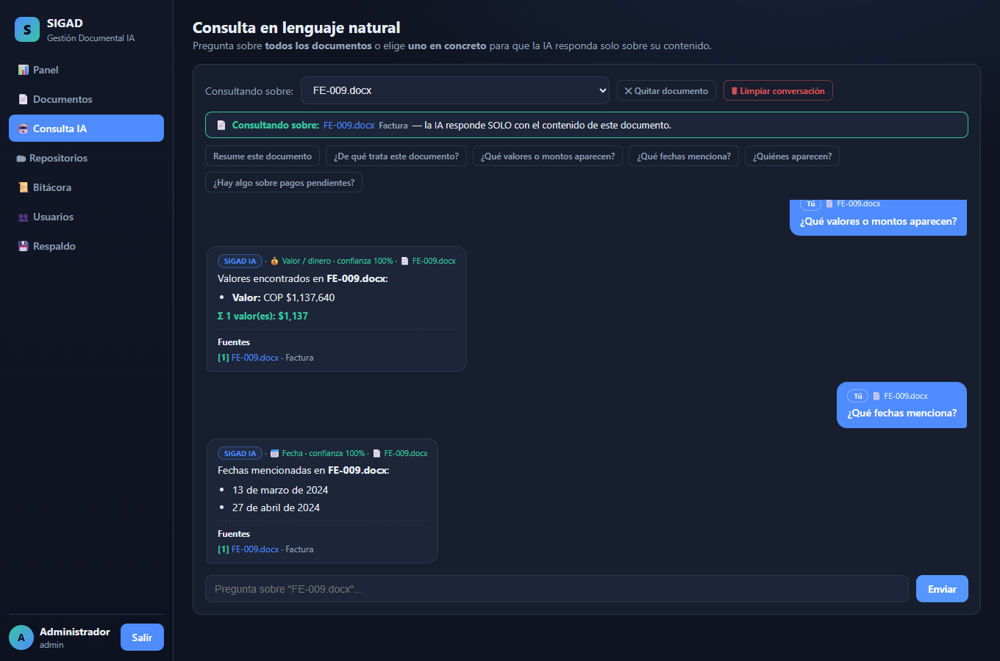 S
SIGAD
Gestión Documental IA
Panel
Documentos
Consulta IA
Repositorios
Bitácora
Usuarios
Respaldo
A
Administrador
admin
Salir
Consulta en lenguaje natural
Pregunta sobre todos los documentos o elige uno en concreto para que la IA responda solo sobre su contenido.
Consultando sobre:
FE-009.docx
Quitar documento
Limpiar conversación
Consultando sobre: FE-009.docx Factura — la IA responde SOLO con el contenido de este documento.
Resume este documento
¿De qué trata este documento?
¿Qué valores o montos aparecen?
¿Qué fechas menciona?
¿Quiénes aparecen?
¿Hay algo sobre pagos pendientes?
Tú FE-009.docx
¿Qué valores o montos aparecen?
SIGAD IA · Valor / dinero · confianza 100% · FE-009.docx
Valores encontrados en FE-009.docx:
• Valor: COP $1,137,640
Σ 1 valor(es): $1,137
Fuentes
[1] FE-009.docx · Factura
Tú FE-009.docx
¿Qué fechas menciona?
SIGAD IA · Fecha · confianza 100% · FE-009.docx
Fechas mencionadas en FE-009.docx:
• 13 de marzo de 2024
• 27 de abril de 2024
Fuentes
[1] FE-009.docx · Factura
Pregunta sobre "FE-009.docx"...
Enviar